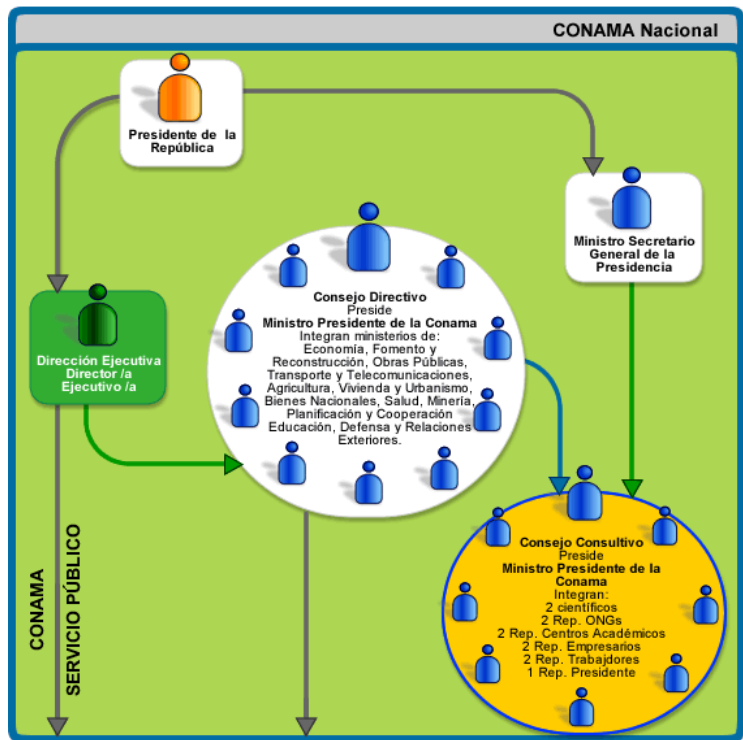 CONAMA Nacional
Presidente de la
República
Ministro Secretario
General de la
Presidencia
Dirección Ejecutiva
Director /a
Ejecutivo /a
Consejo Directivo
Preside
Ministro Presidente de la Conama
Integran ministerios de:
Economía, Fomento y
Reconstrucción, Obras Públicas,
Transporte y Telecomunicaciones,
Agricultura, Vivienda y Urbanismo,
Bienes Nacionales, Salud, Minería,
Planificación y Cooperación
Educación, Defensa y Relaciones
Exteriores.
Consejo Consultivo
Preside
Ministro Presidente de la
Conama
Integran:
2 científicos
2 Rep. ONGs
2 Rep. Centros Académicos
2 Rep. Empresarios
2 Rep. Trabajdores
1 Rep. Presidente
CONAMA
SERVICIO PÚBLICO